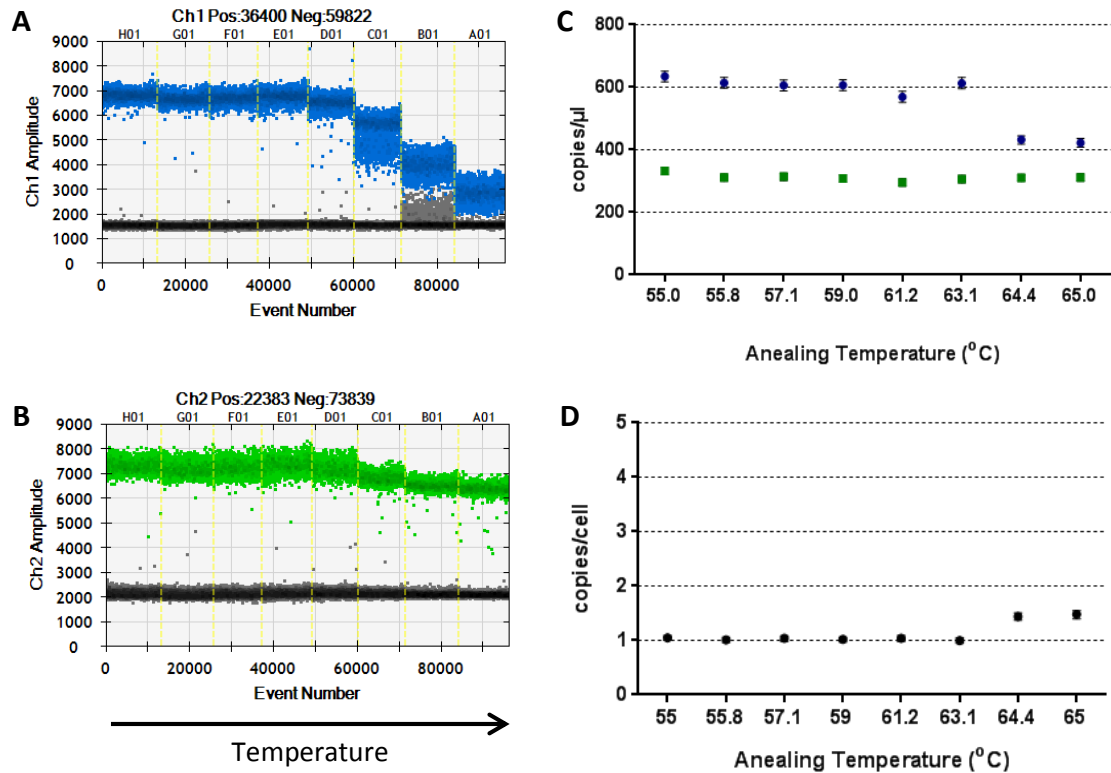 A
Ch1 Pos:36400 Neg:59822
H01 G01 F01 E01 D01 C01 B01 A01
9000
8000
7000
6000
5000
4000
3000
2000
1000
0
Ch1 Amplitude
0 20000 40000 60000 80000
Event Number
B
Ch2 Pos:22383 Neg:73839
H01 G01 F01 E01 D01 C01 B01 A01
9000
8000
7000
6000
5000
4000
3000
2000
1000
0
Ch2 Amplitude
0 20000 40000 60000 80000
Event Number
Temperature
C
800
600
400
200
0
copies/µl
55.0 55.8 57.1 59.0 61.2 63.1 64.4 65.0
Anealing Temperature (°C)
D
5
4
3
2
1
0
copies/cell
55 55.8 57.1 59 61.2 63.1 64.4 65
Anealing Temperature (°C)